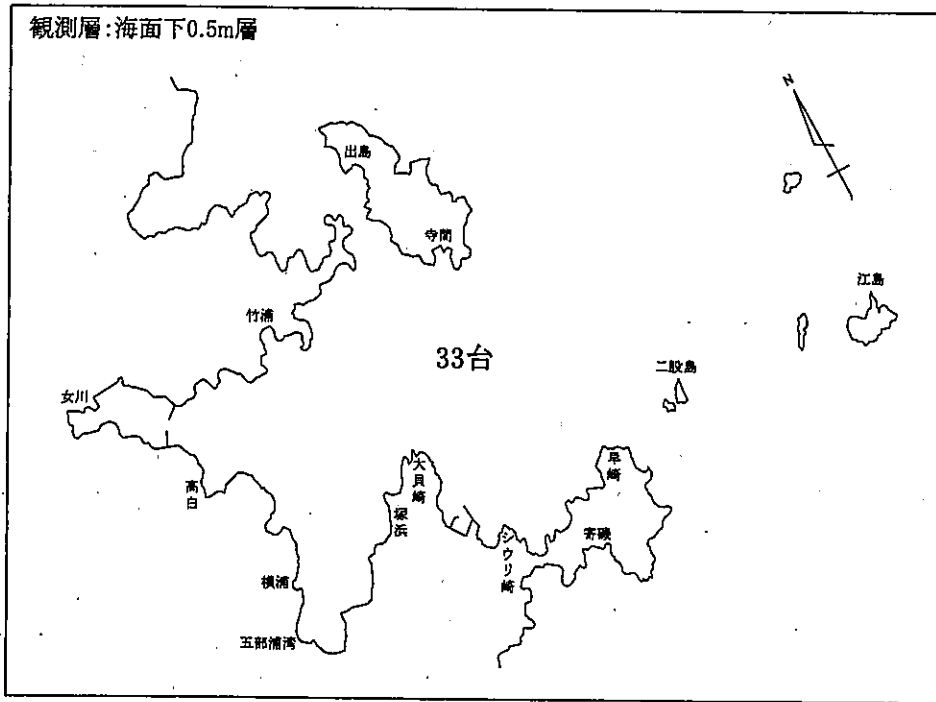 観測層:海面下0.5m層
N
出島
寺間
江島
竹浦
33台
二股島
女川
大貝崎
早崎
高白
塚浜
シウリ崎
寄磯
横浦
五部浦湾